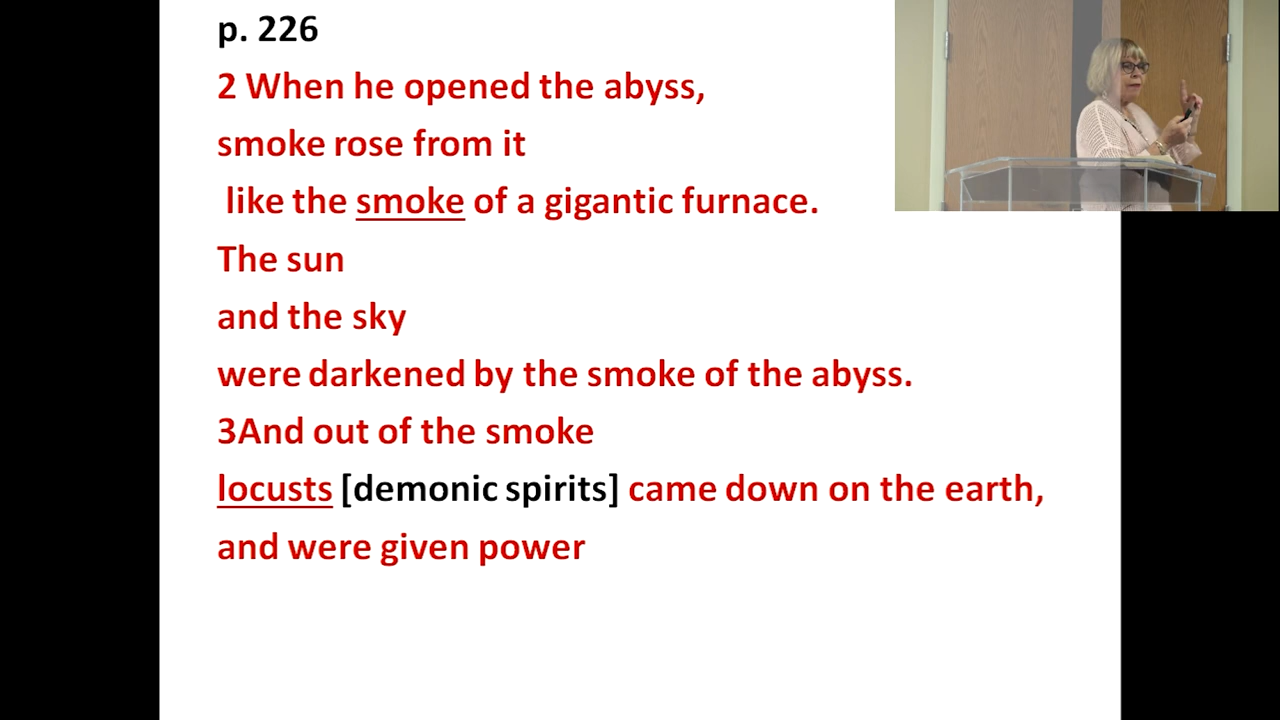 p. 226
2 When he opened the abyss,
smoke rose from it
like the smoke of a gigantic furnace.
The sun
and the sky
were darkened by the smoke of the abyss.
3And out of the smoke
locusts [demonic spirits] came down on the earth,
and were given power